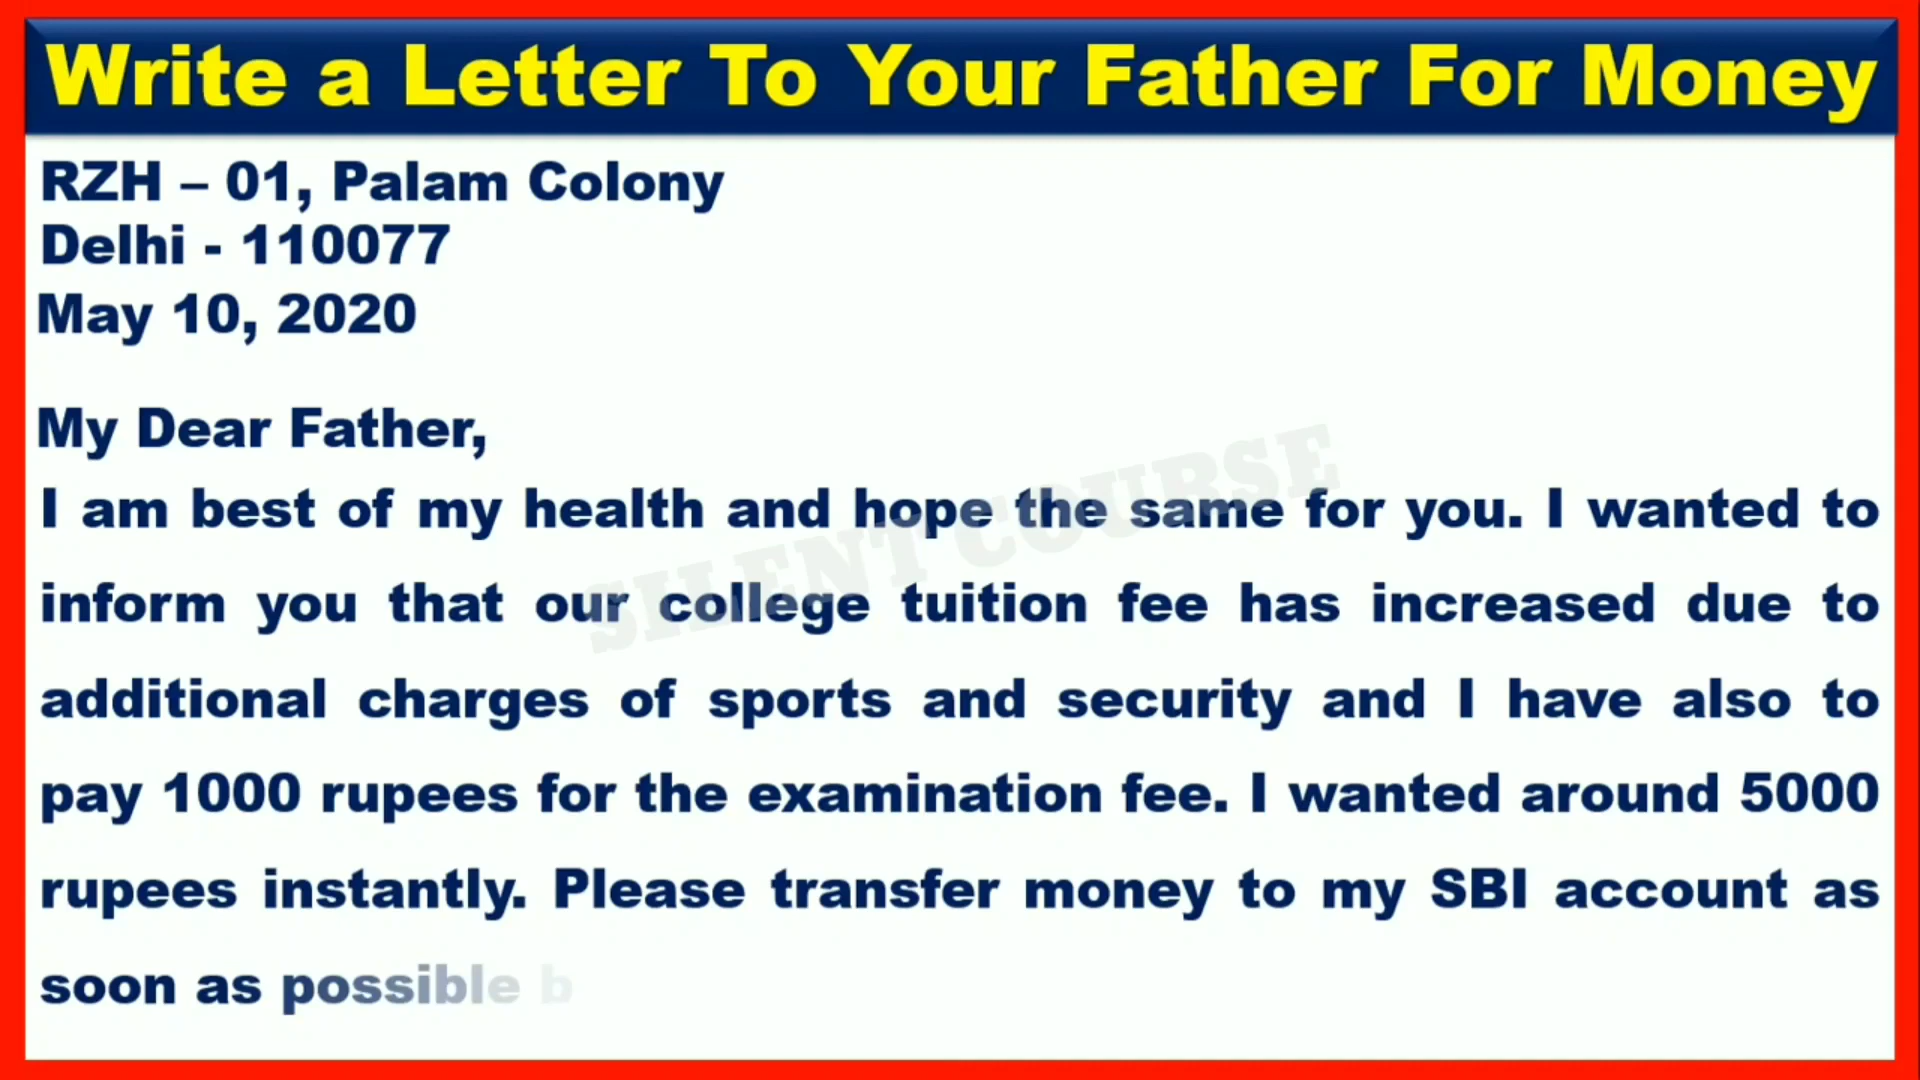 Write a Letter To Your Father For Money
RZH – 01, Palam Colony
Delhi - 110077
May 10, 2020
My Dear Father,
I am best of my health and hope the same for you. I wanted to
inform you that our college tuition fee has increased due to
additional charges of sports and security and I have also to
pay 1000 rupees for the examination fee. I wanted around 5000
rupees instantly. Please transfer money to my SBI account as
soon as possible b
SILENT COURSE